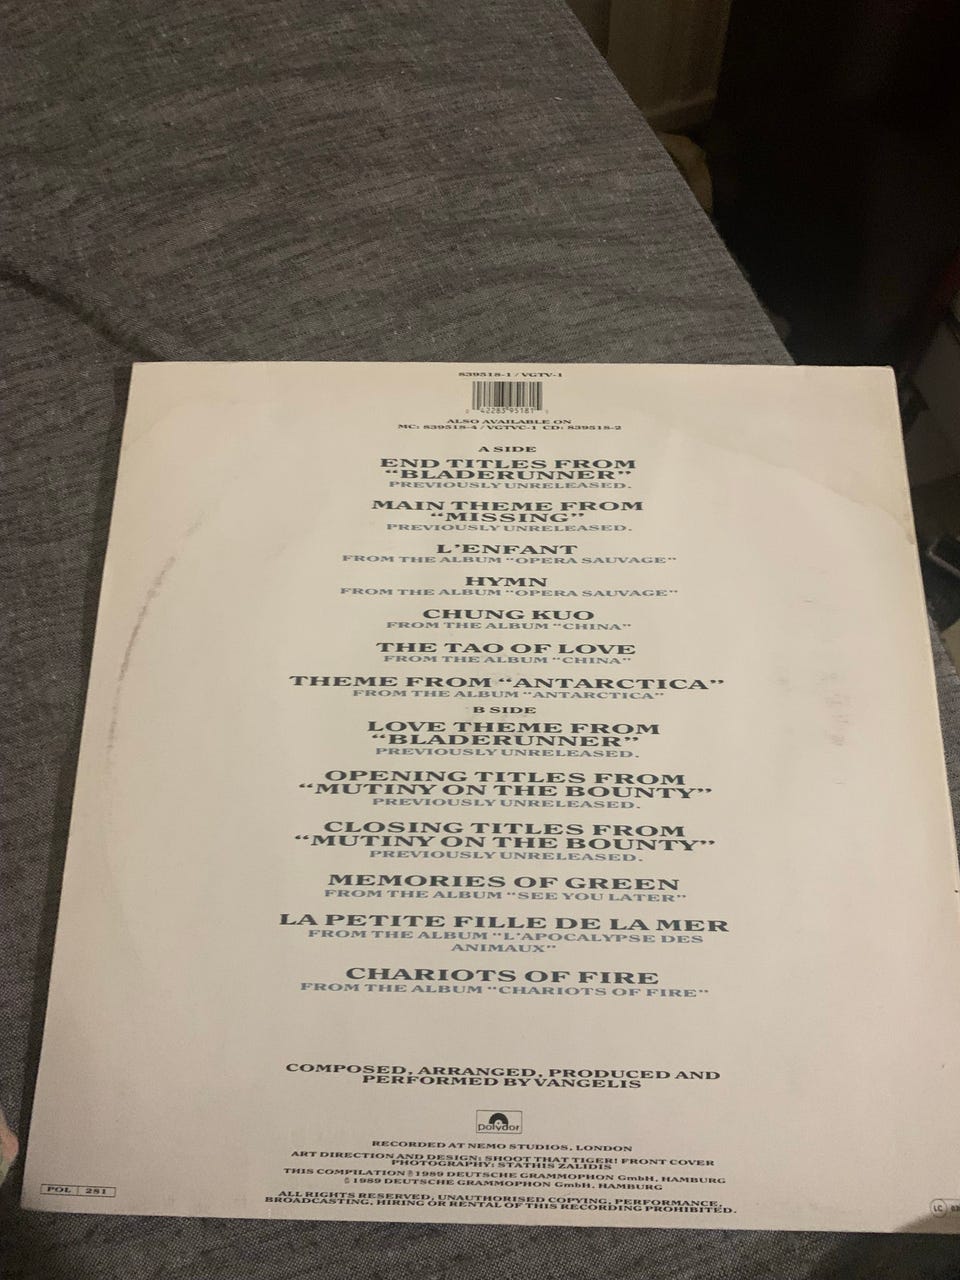 839518-1 / VGTV-1
0 42283 95181 1
ALSO AVAILABLE ON
MC: 839518-4 / VGTVC-1 CD: 839518-2
A SIDE
END TITLES FROM
“BLADERUNNER”
PREVIOUSLY UNRELEASED.
MAIN THEME FROM
“MISSING”
PREVIOUSLY UNRELEASED.
L'ENFANT
FROM THE ALBUM “OPERA SAUVAGE”
HYMN
FROM THE ALBUM “OPERA SAUVAGE”
CHUNG KUO
FROM THE ALBUM “CHINA”
THE TAO OF LOVE
FROM THE ALBUM “CHINA”
THEME FROM “ANTARCTICA”
FROM THE ALBUM “ANTARCTICA”
B SIDE
LOVE THEME FROM
“BLADERUNNER”
PREVIOUSLY UNRELEASED.
OPENING TITLES FROM
“MUTINY ON THE BOUNTY”
PREVIOUSLY UNRELEASED.
CLOSING TITLES FROM
“MUTINY ON THE BOUNTY”
PREVIOUSLY UNRELEASED.
MEMORIES OF GREEN
FROM THE ALBUM “SEE YOU LATER”
LA PETITE FILLE DE LA MER
FROM THE ALBUM “L'APOCALYPSE DES
ANIMAUX”
CHARIOTS OF FIRE
FROM THE ALBUM “CHARIOTS OF FIRE”
COMPOSED, ARRANGED, PRODUCED AND
PERFORMED BY VANGELIS
polydor
RECORDED AT NEMO STUDIOS, LONDON
ART DIRECTION AND DESIGN: SHOOT THAT TIGER! FRONT COVER
PHOTOGRAPHY: STATHIS ZALIDIS
THIS COMPILATION ℗ 1989 DEUTSCHE GRAMMOPHON GmbH, HAMBURG
© 1989 DEUTSCHE GRAMMOPHON GmbH, HAMBURG
ALL RIGHTS RESERVED, UNAUTHORISED COPYING, PERFORMANCE,
BROADCASTING, HIRING OR RENTAL OF THIS RECORDING PROHIBITED.
POL 281
LC